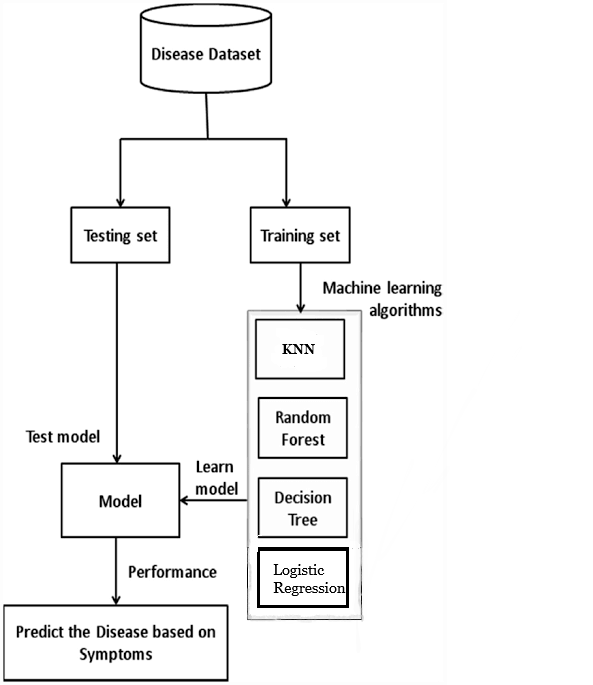 Disease Dataset
Testing set
Training set
Machine learning
algorithms
KNN
Random
Forest
Test model
Learn
model
Model
Decision
Tree
Performance
Logistic
Regression
Predict the Disease based on
Symptoms